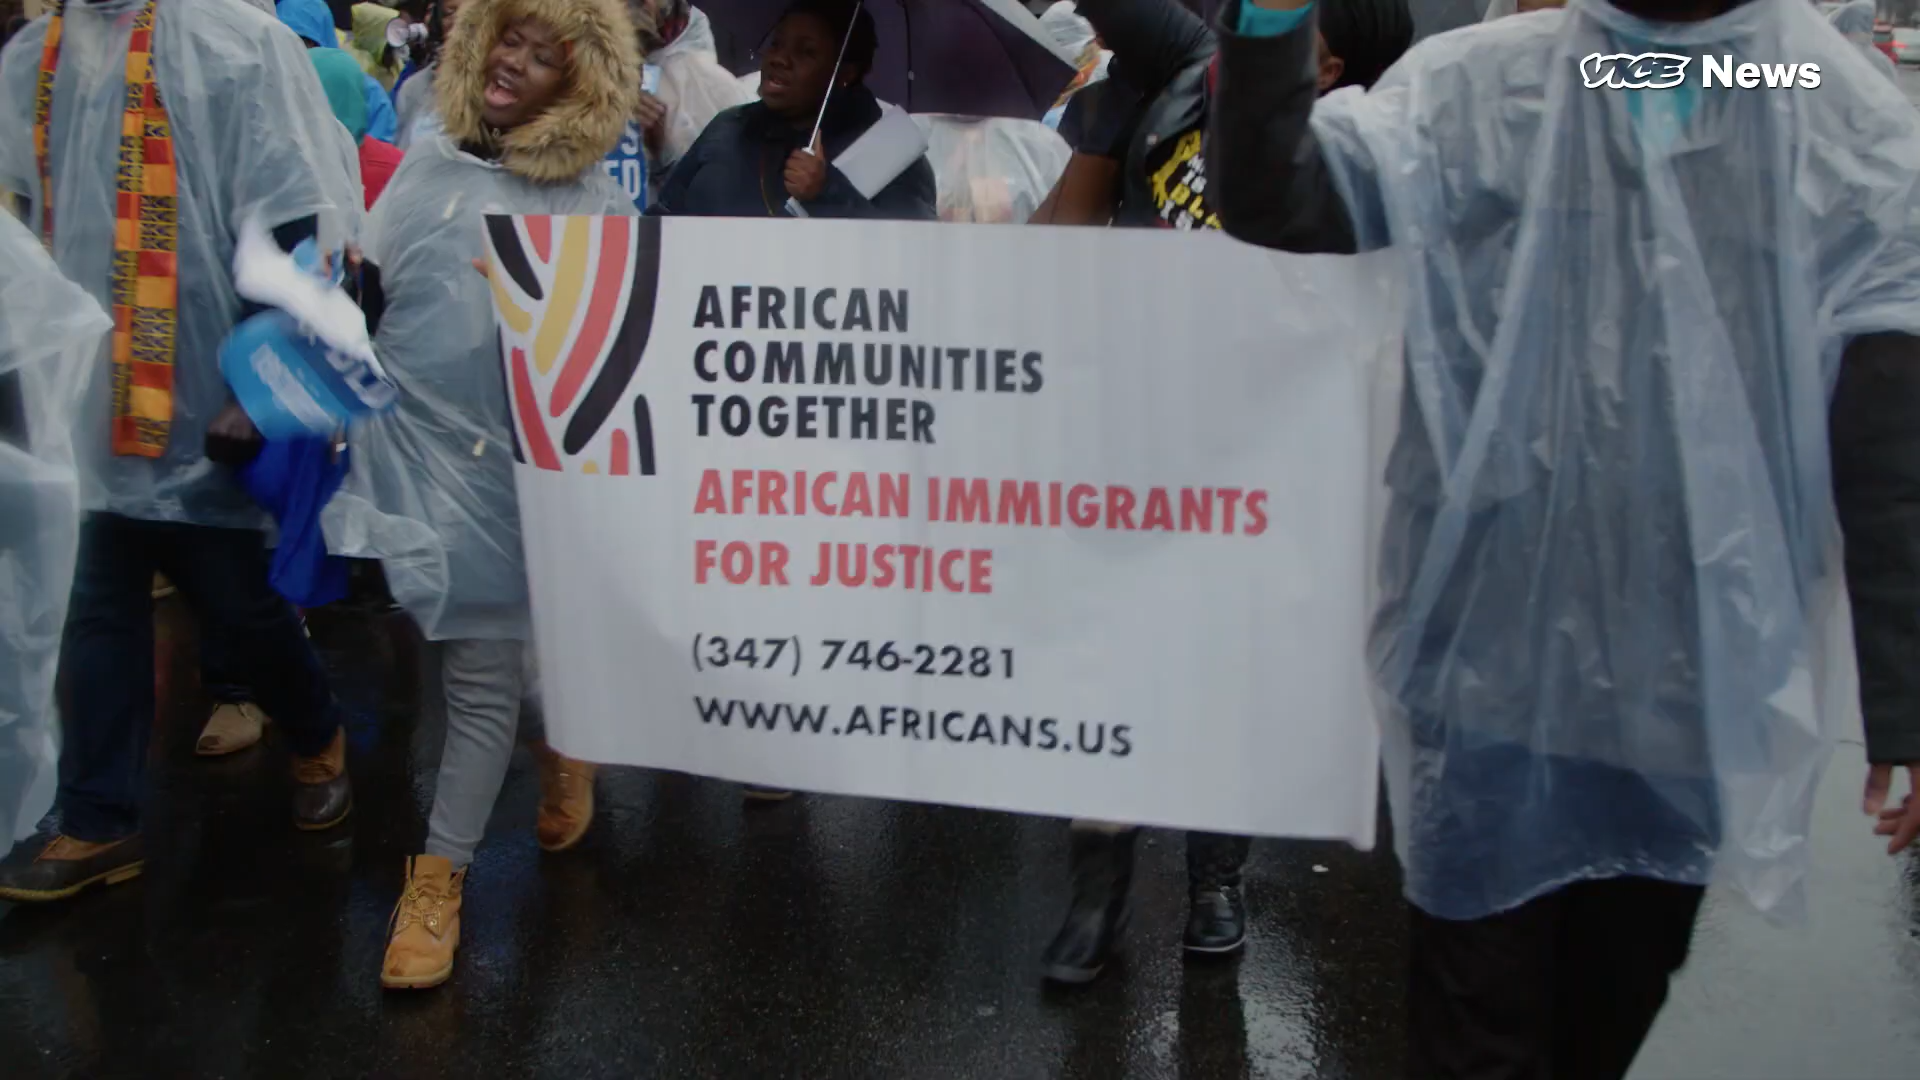 VICE News
AFRICAN
COMMUNITIES
TOGETHER
AFRICAN IMMIGRANTS
FOR JUSTICE
(347) 746-2281
WWW.AFRICANS.US